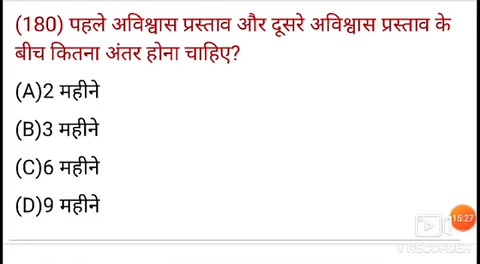 (180) पहले अविश्वास प्रस्ताव और दूसरे अविश्वास प्रस्ताव के
बीच कितना अंतर होना चाहिए?
(A)2 महीने
(B)3 महीने
(C)6 महीने
(D)9 महीने
15:27
RECORDER